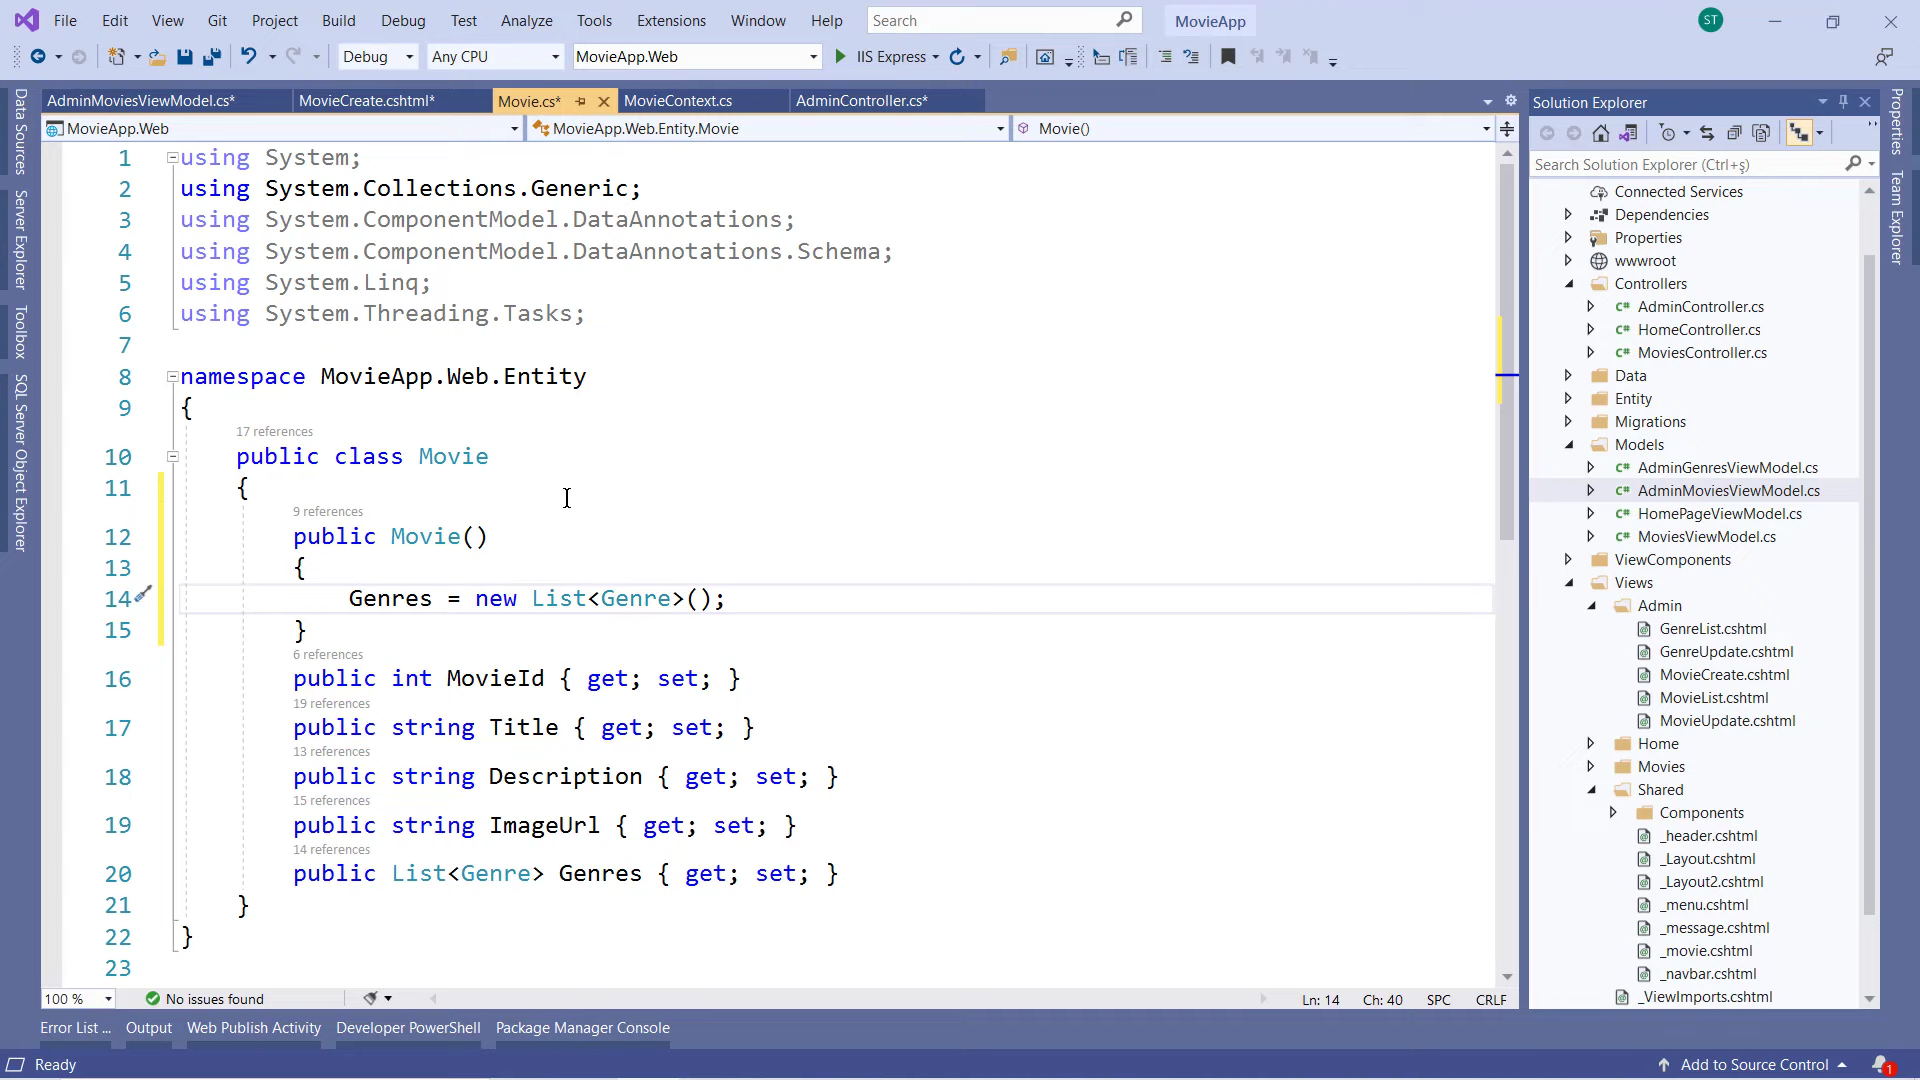 File Edit View Git Project Build Debug Test Analyze Tools Extensions Window Help Search MovieApp ST
Debug Any CPU MovieApp.Web IIS Express
AdminMoviesViewModel.cs* MovieCreate.cshtml* Movie.cs* MovieContext.cs AdminController.cs*
MovieApp.Web MovieApp.Web.Entity.Movie Movie()
1 using System;
2 using System.Collections.Generic;
3 using System.ComponentModel.DataAnnotations;
4 using System.ComponentModel.DataAnnotations.Schema;
5 using System.Linq;
6 using System.Threading.Tasks;
7
8 namespace MovieApp.Web.Entity
9 {
17 references
10 public class Movie
11 {
9 references
12 public Movie()
13 {
14 Genres = new List<Genre>();
15 }
6 references
16 public int MovieId { get; set; }
19 references
17 public string Title { get; set; }
13 references
18 public string Description { get; set; }
15 references
19 public string ImageUrl { get; set; }
14 references
20 public List<Genre> Genres { get; set; }
21 }
22 }
23
100 % No issues found Ln: 14 Ch: 40 SPC CRLF
Error List ... Output Web Publish Activity Developer PowerShell Package Manager Console
Ready Add to Source Control 1
Data Sources
Server Explorer
Toolbox
SQL Server Object Explorer
Solution Explorer
Search Solution Explorer (Ctrl+ş)
Connected Services
Dependencies
Properties
wwwroot
Controllers
C# AdminController.cs
C# HomeController.cs
C# MoviesController.cs
Data
Entity
Migrations
Models
C# AdminGenresViewModel.cs
C# AdminMoviesViewModel.cs
C# HomePageViewModel.cs
C# MoviesViewModel.cs
ViewComponents
Views
Admin
GenreList.cshtml
GenreUpdate.cshtml
MovieCreate.cshtml
MovieList.cshtml
MovieUpdate.cshtml
Home
Movies
Shared
Components
_header.cshtml
_Layout.cshtml
_Layout2.cshtml
_menu.cshtml
_message.cshtml
_movie.cshtml
_navbar.cshtml
_ViewImports.cshtml
Properties
Team Explorer